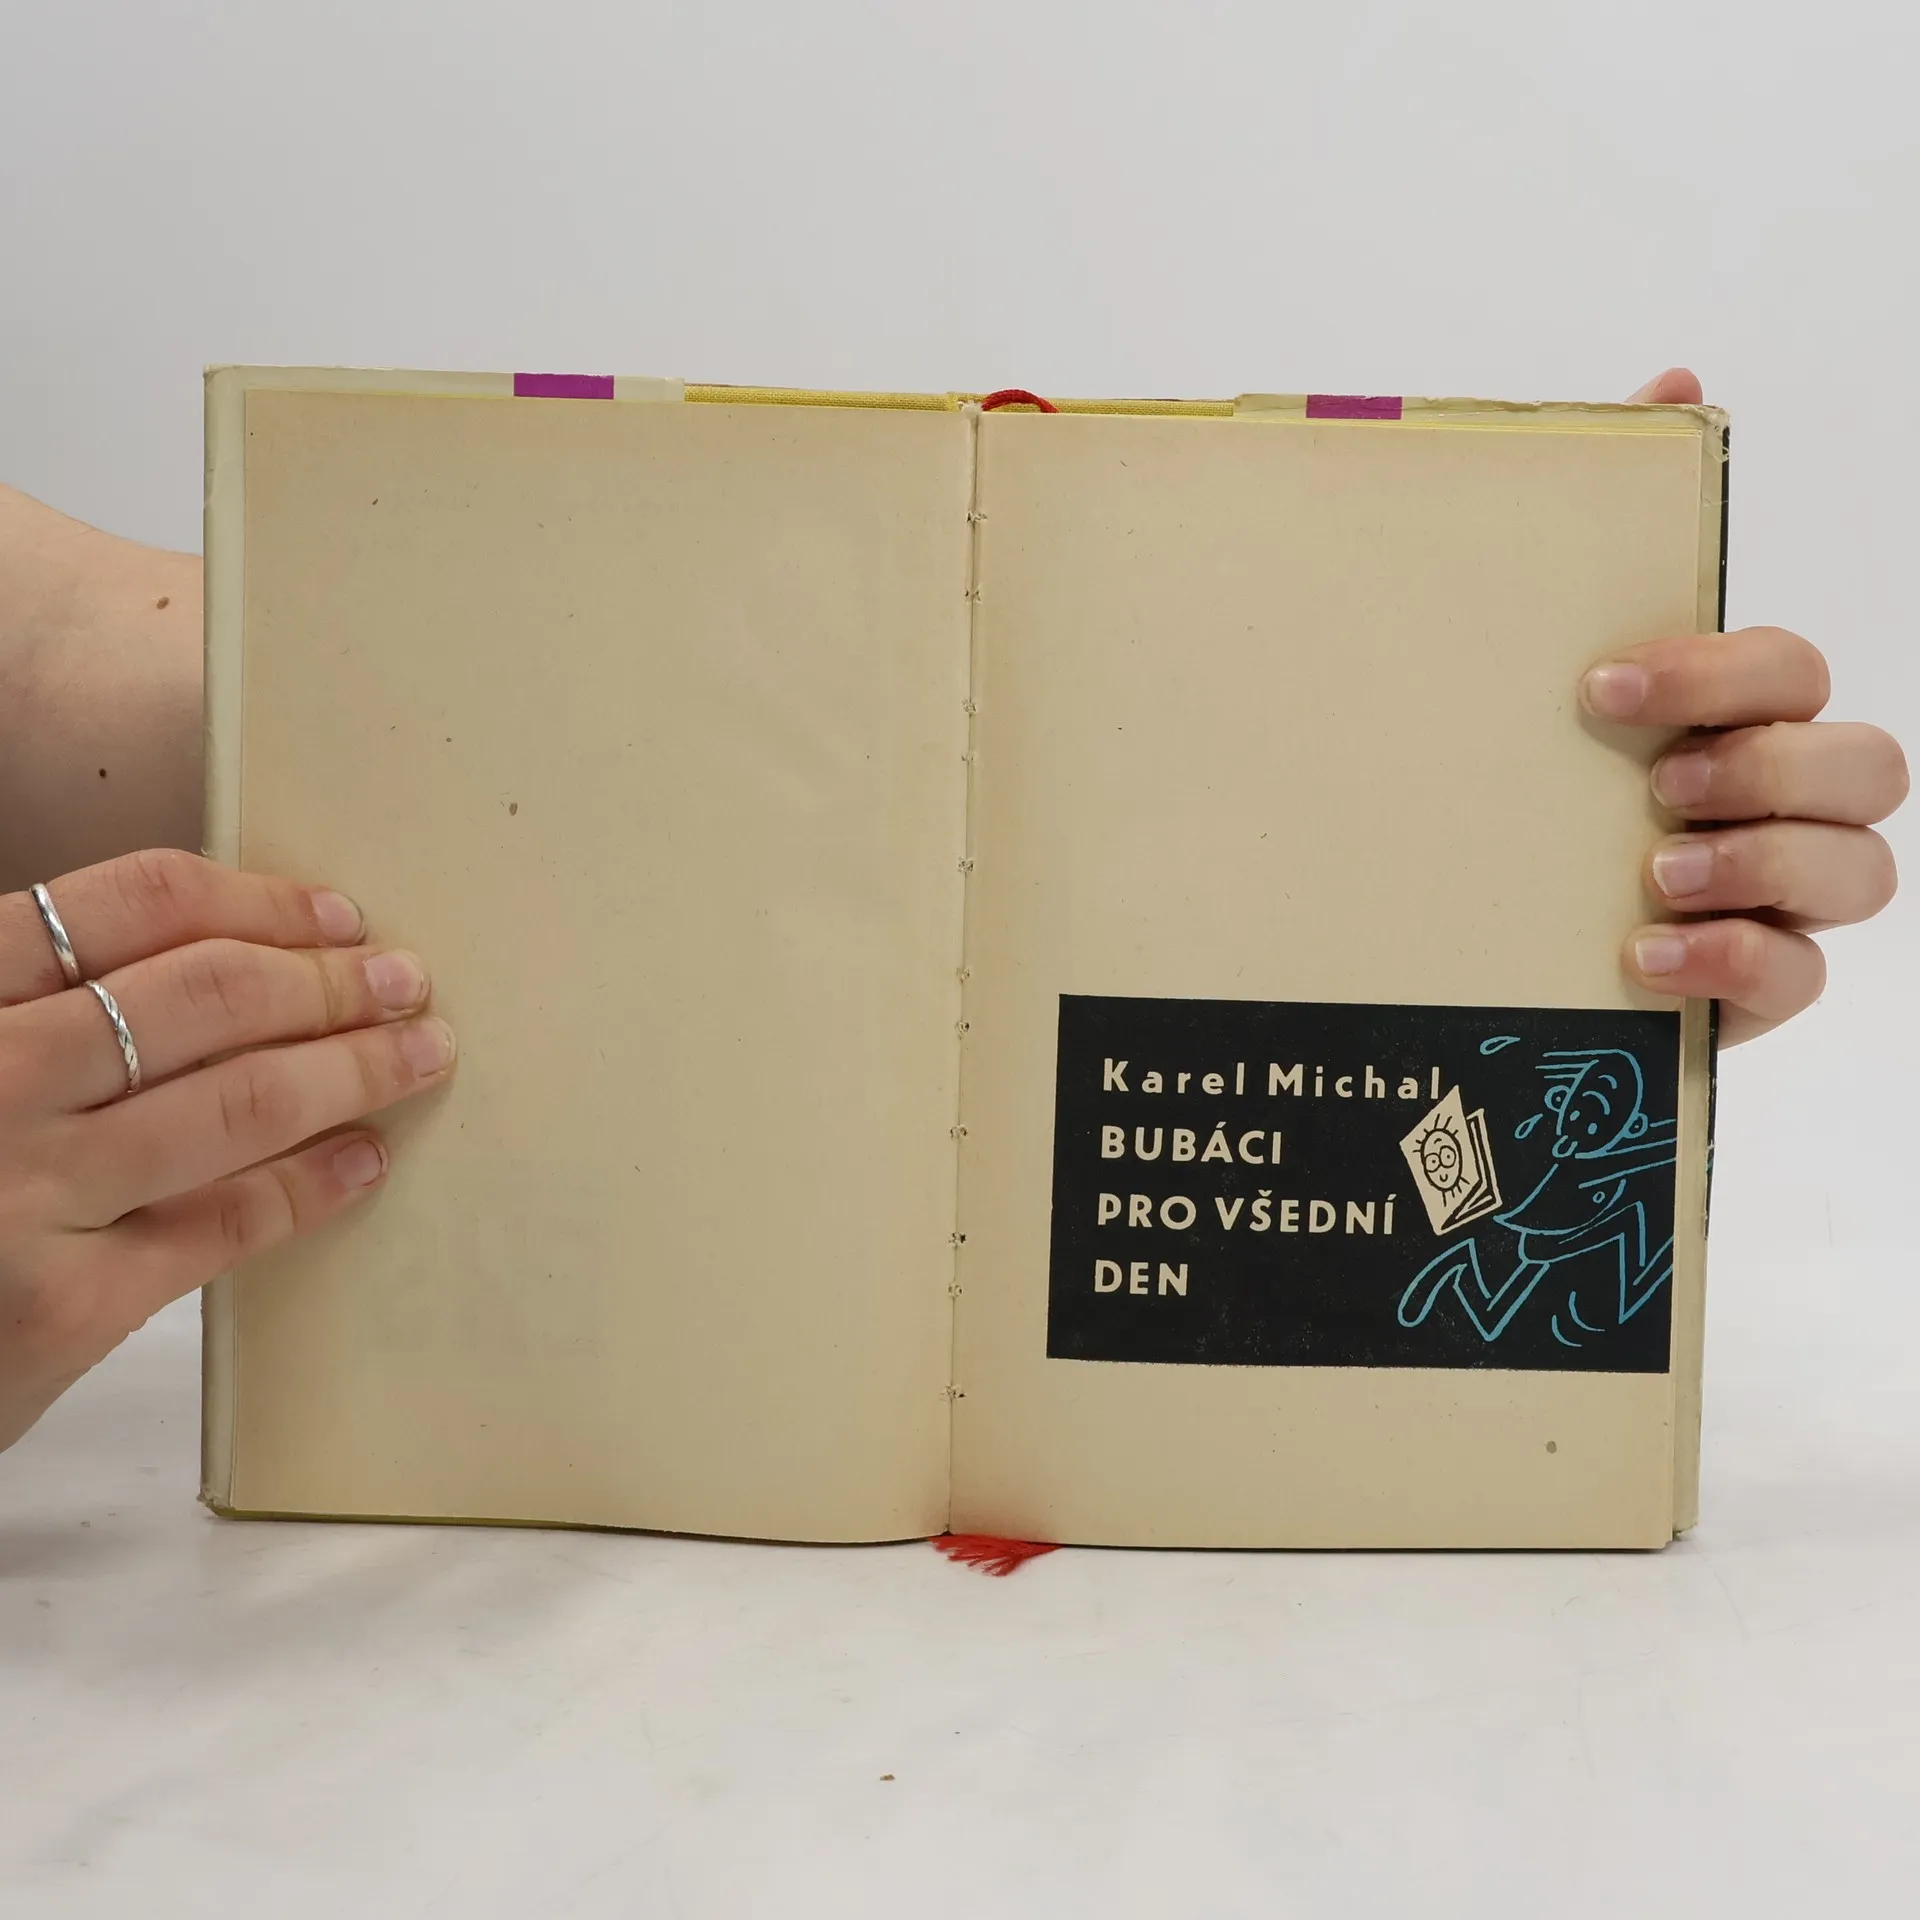 Karel Michal
BUBÁCI
PRO VŠEDNÍ
DEN